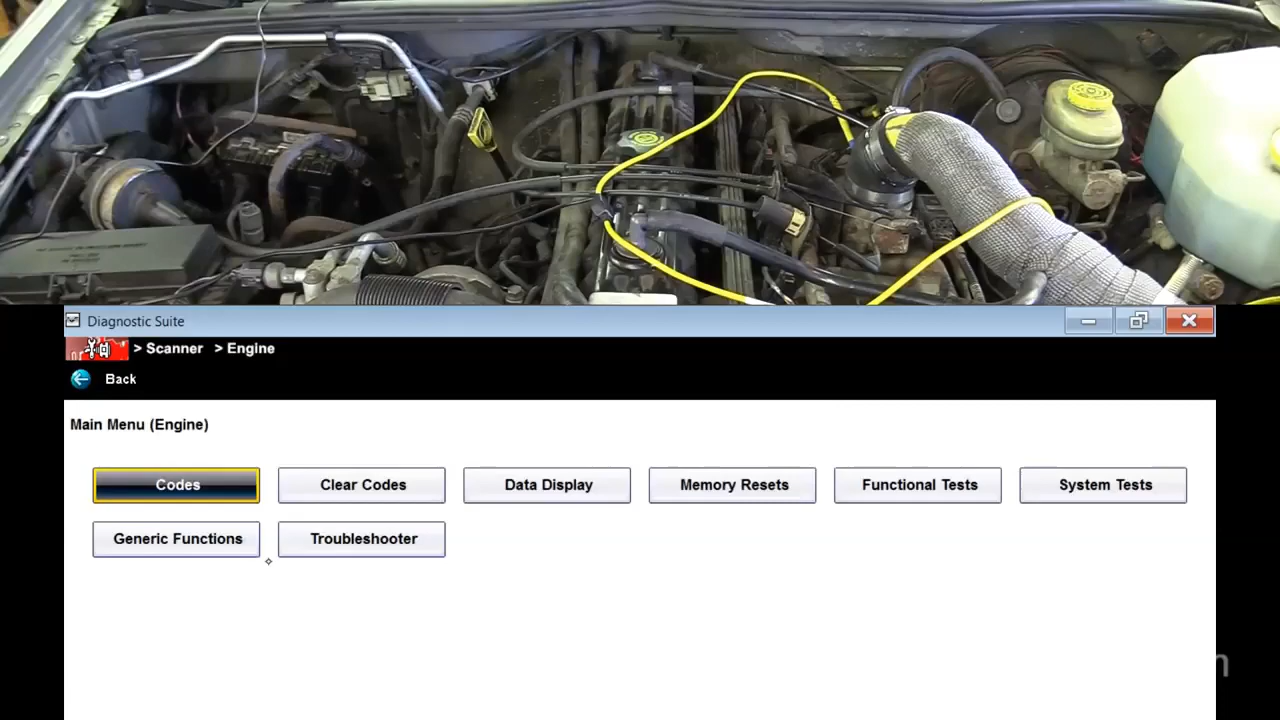 Diagnostic Suite
> Scanner > Engine
Back
Main Menu (Engine)
Codes
Clear Codes
Data Display
Memory Resets
Functional Tests
System Tests
Generic Functions
Troubleshooter